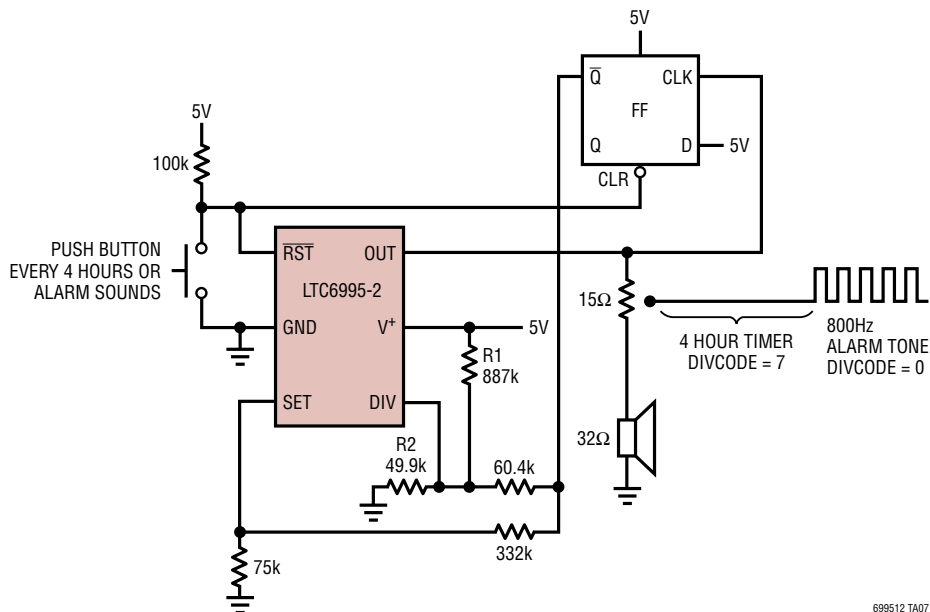 5V
Q̅
CLK
FF
Q
D
5V
CLR
5V
100k
PUSH BUTTON
EVERY 4 HOURS OR
ALARM SOUNDS
R̅S̅T̅
OUT
LTC6995-2
GND
V+
5V
SET
DIV
R1
887k
R2
49.9k
60.4k
332k
75k
15Ω
32Ω
4 HOUR TIMER
DIVCODE = 7
800Hz
ALARM TONE
DIVCODE = 0
699512 TA07